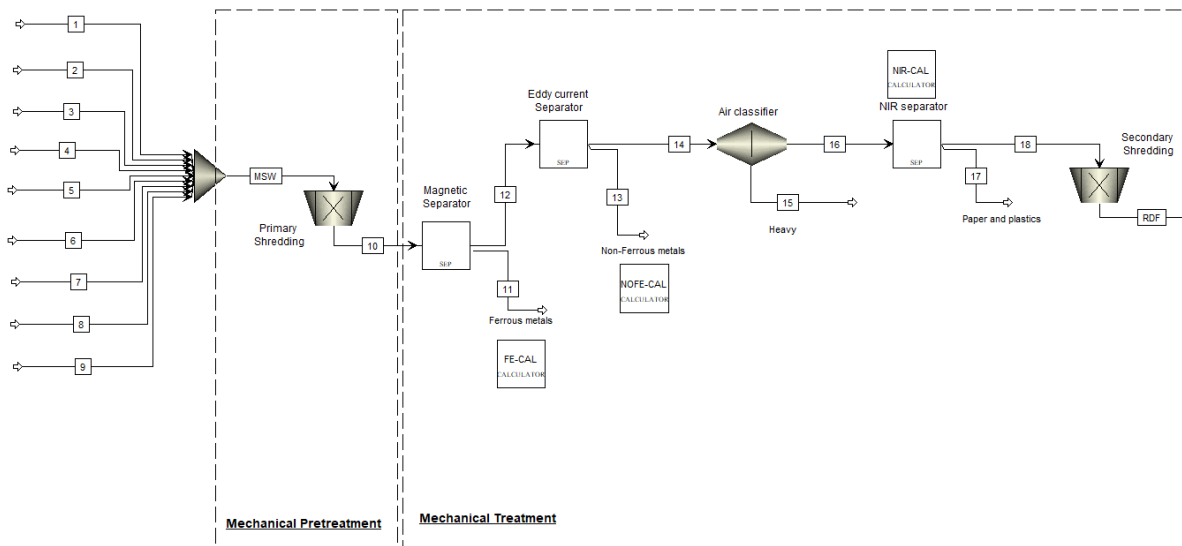 1
2
3
4
5
6
7
8
9
MSW
Primary
Shredding
10
Mechanical Pretreatment
Magnetic
Separator
SEP
11
Ferrous metals
FE-CAL
CALCULATOR
12
Eddy current
Separator
SEP
13
Non-Ferrous metals
NOFE-CAL
CALCULATOR
14
Air classifier
15
Heavy
16
NIR-CAL
CALCULATOR
NIR separator
SEP
17
Paper and plastics
18
Secondary
Shredding
RDF
Mechanical Treatment